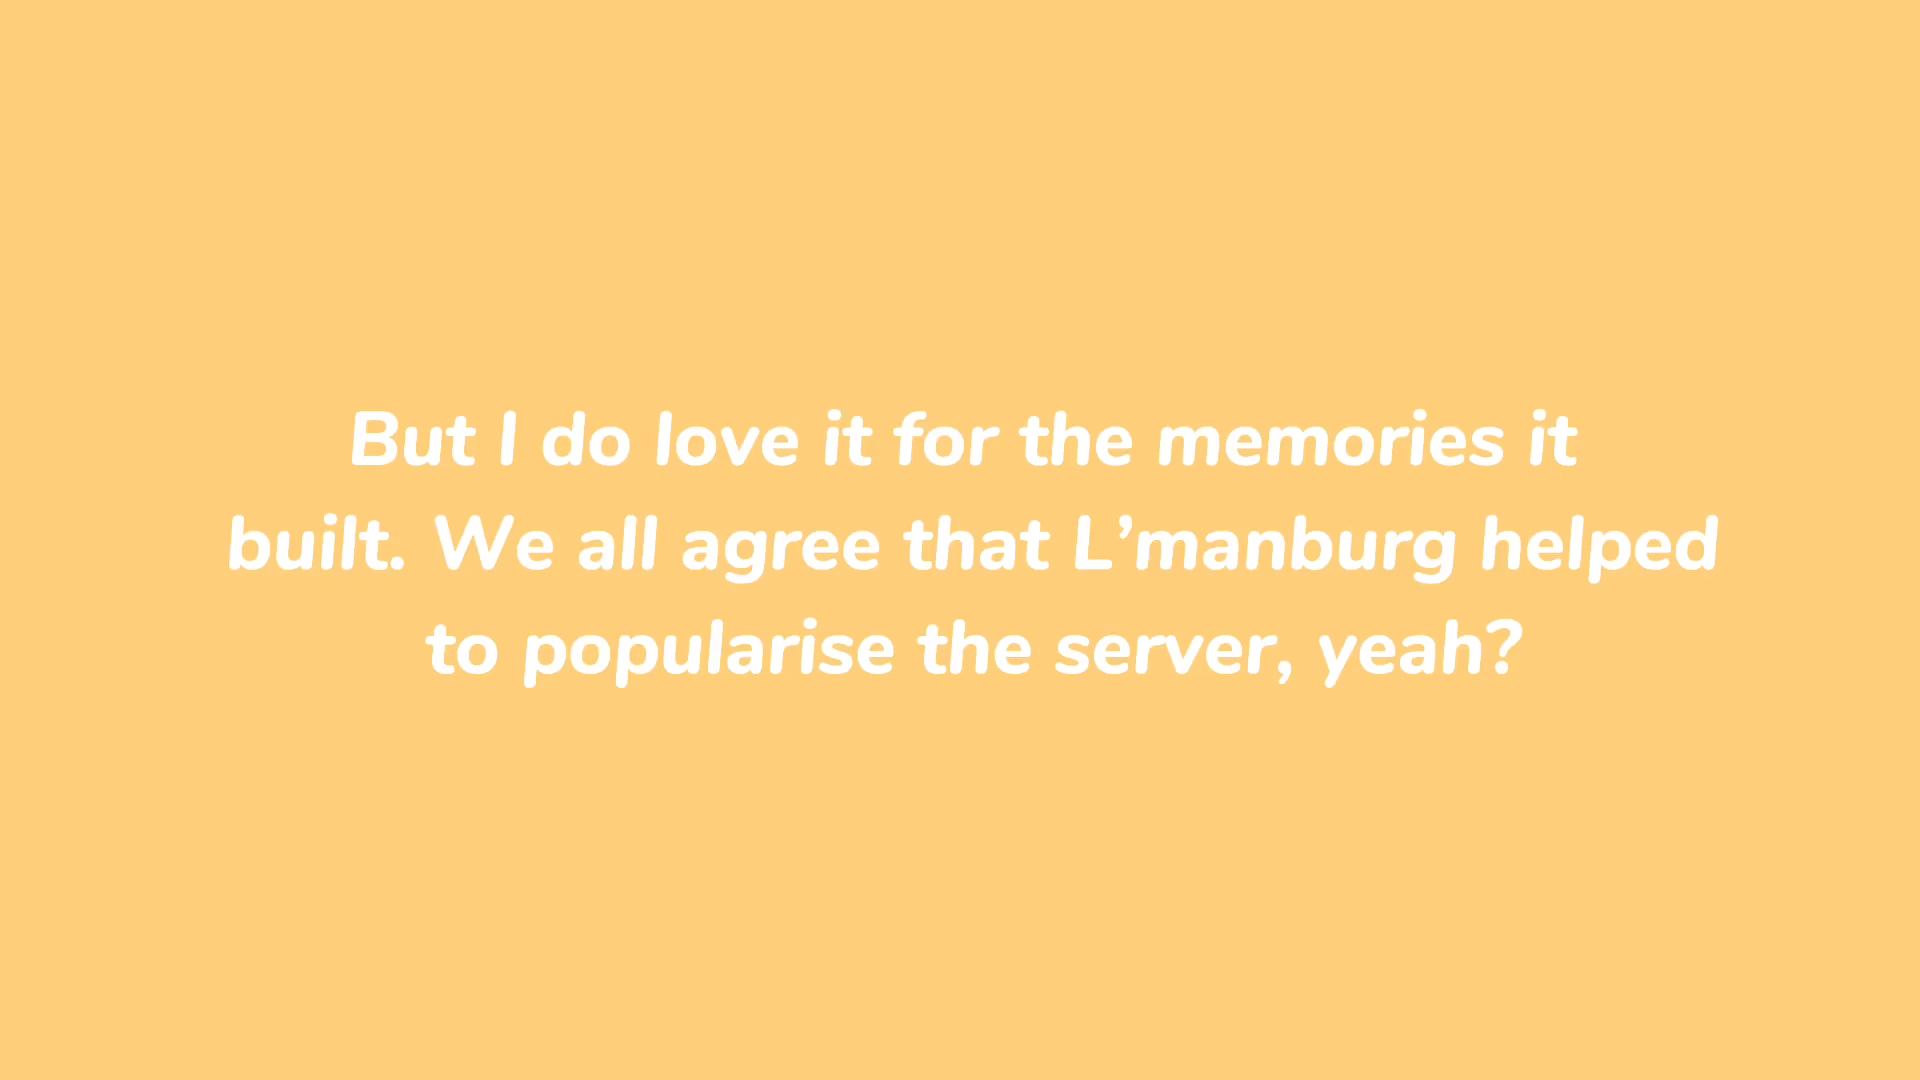 But I do love it for the memories it
built. We all agree that L’manburg helped
to popularise the server, yeah?